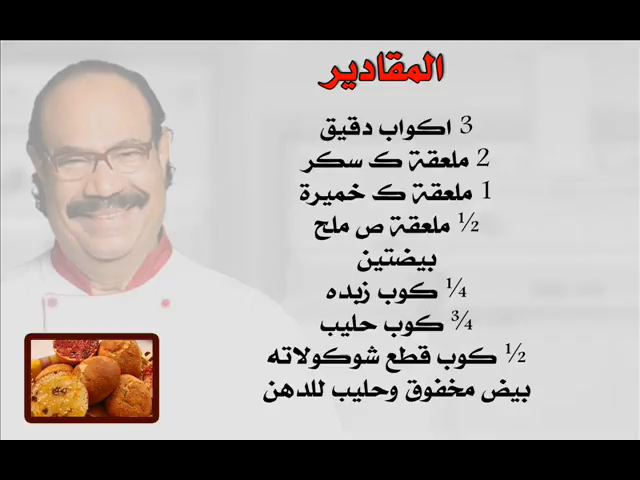 المقادير
3 اكواب دقيق
2 ملعقة ك سكر
1 ملعقة ك خميرة
½ ملعقة ص ملح
بيضتين
¼ كوب زبده
¾ كوب حليب
½ كوب قطع شوكولاته
بيض مخفوق وحليب للدهن